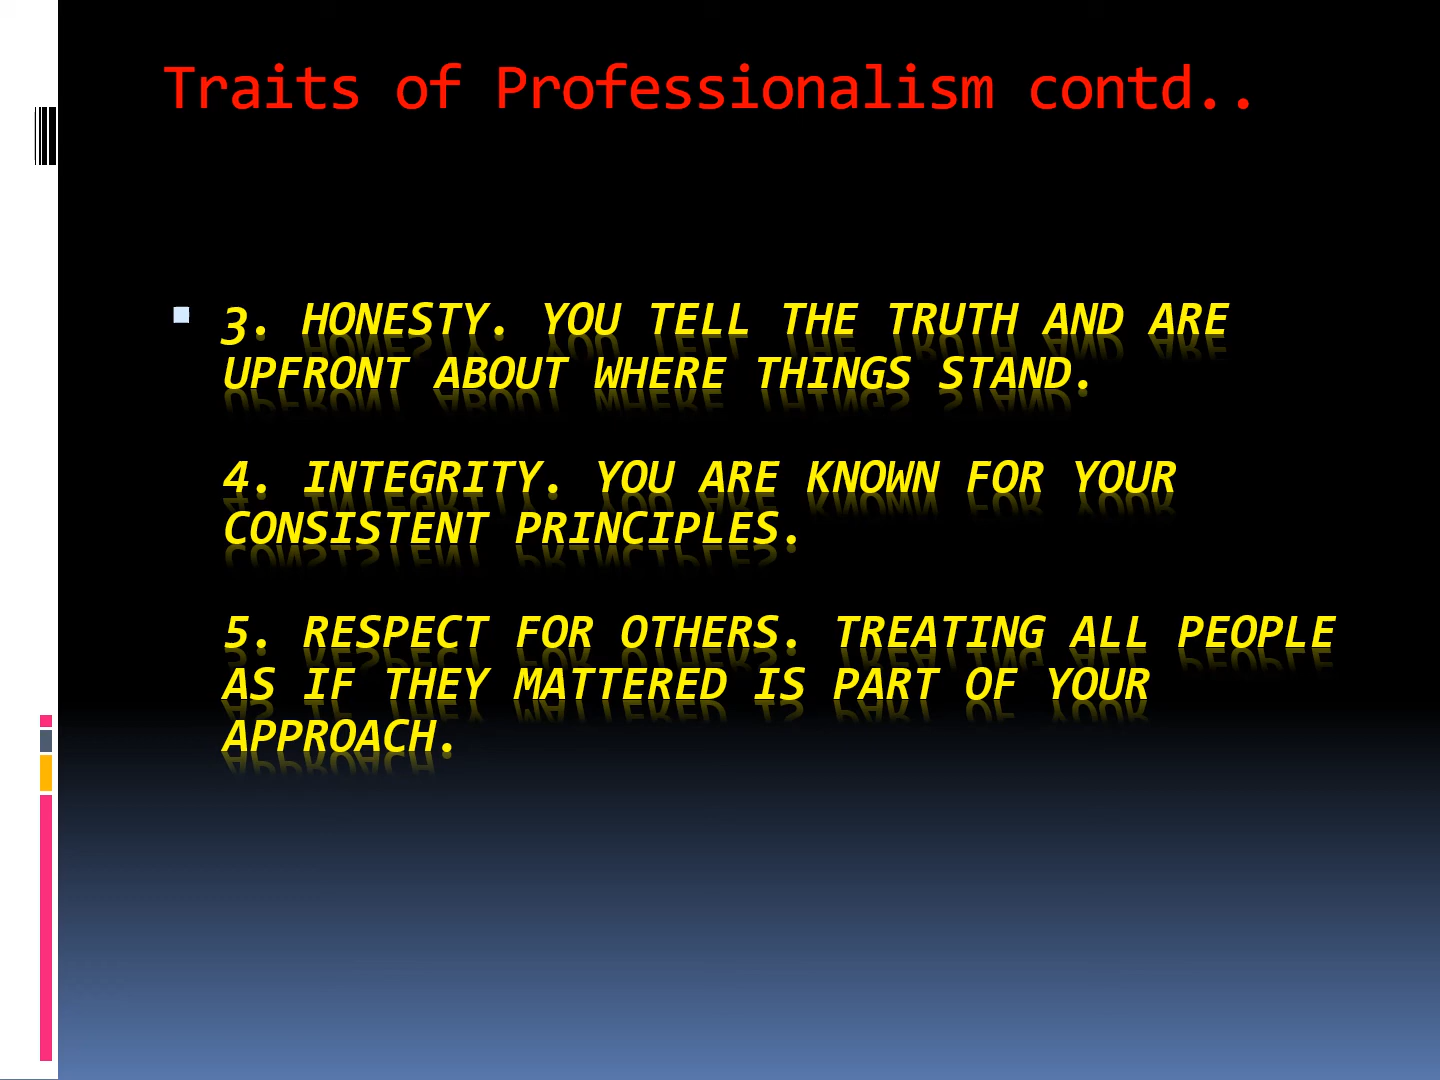 Traits of Professionalism contd..
3. HONESTY. YOU TELL THE TRUTH AND ARE
UPFRONT ABOUT WHERE THINGS STAND.
4. INTEGRITY. YOU ARE KNOWN FOR YOUR
CONSISTENT PRINCIPLES.
5. RESPECT FOR OTHERS. TREATING ALL PEOPLE
AS IF THEY MATTERED IS PART OF YOUR
APPROACH.